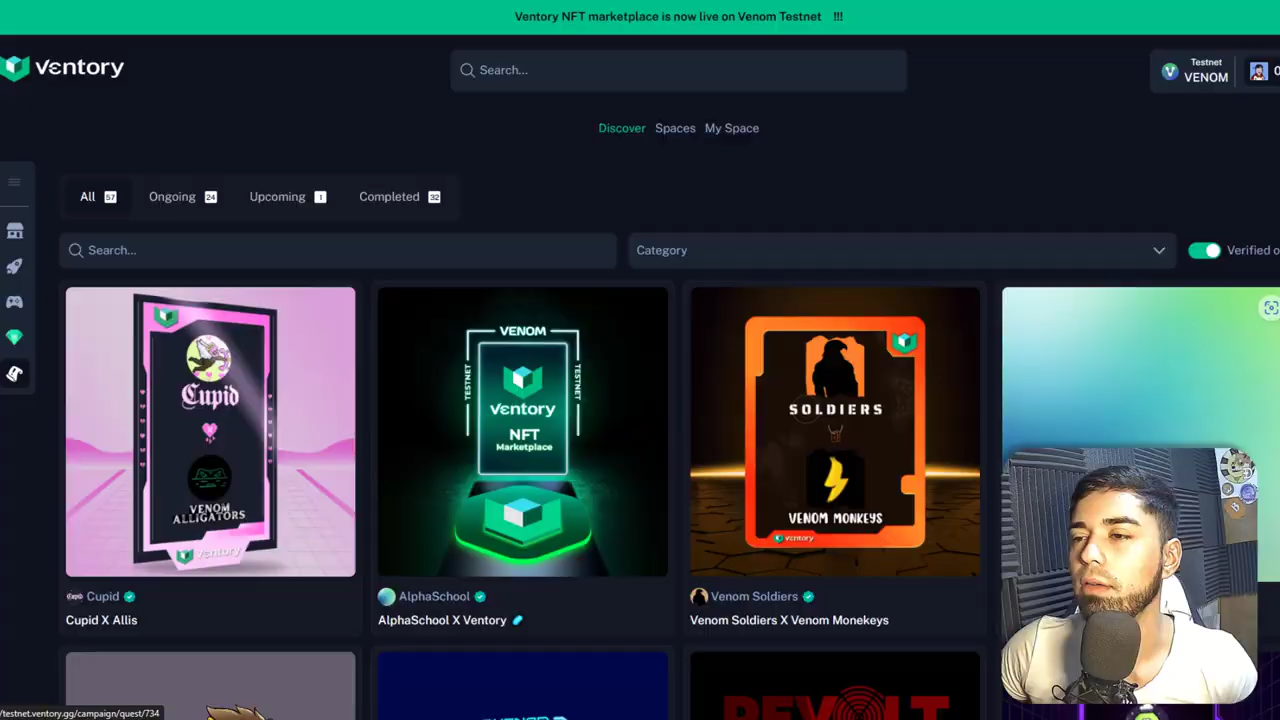 Ventory NFT marketplace is now live on Venom Testnet !!!
Ventory
Search...
Testnet
VENOM
Discover Spaces My Space
All 57 Ongoing 24 Upcoming 1 Completed 32
Search...
Category
Verified o
Cupid
VENOM
ALLIGATORS
ventory
VENOM
TESTNET
TESTNET
Ventory
NFT
Marketplace
SOLDIERS
VENOM MONKEYS
ventory
Cupid
Cupid X Allis
AlphaSchool
AlphaSchool X Ventory
Venom Soldiers
Venom Soldiers X Venom Monekeys
REVOLT
/testnet.ventory.gg/campaign/quest/734